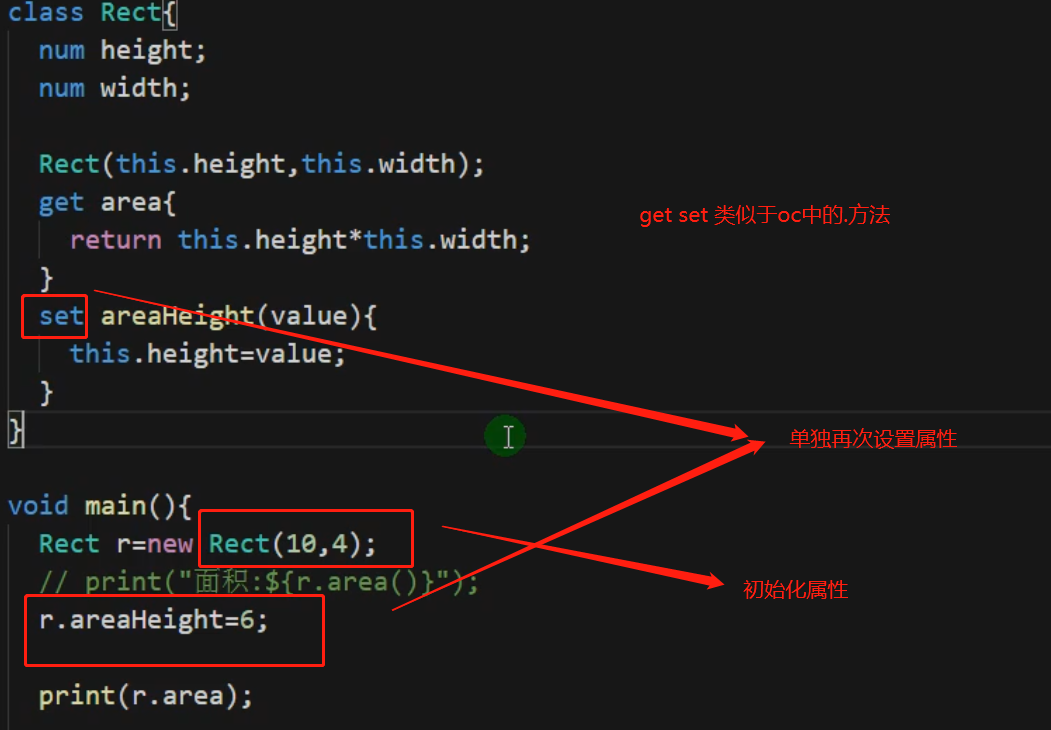 class Rect{
num height;
num width;
Rect(this.height,this.width);
get area{
get set 类似于oc中的.方法
return this.height*this.width;
}
set areaHeight(value){
this.height=value;
}
}
单独再次设置属性
void main(){
Rect r=new Rect(10,4);
// print("面积:${r.area()}");
初始化属性
r.areaHeight=6;
print(r.area);